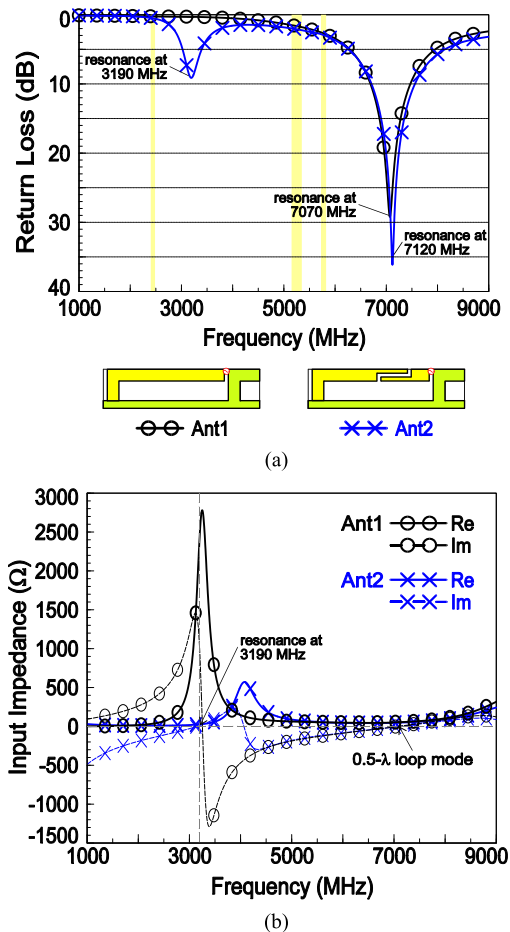 0
10
20
30
40
Return Loss (dB)
resonance at
3190 MHz
resonance at
7070 MHz
resonance at
7120 MHz
1000 3000 5000 7000 9000
Frequency (MHz)
Ant1 Ant2
(a)
3000
2500
2000
1500
1000
500
0
-500
-1000
-1500
Input Impedance (Ω)
Ant1 Re
Im
Ant2 Re
Im
resonance at
3190 MHz
0.5-λ loop mode
1000 3000 5000 7000 9000
Frequency (MHz)
(b)